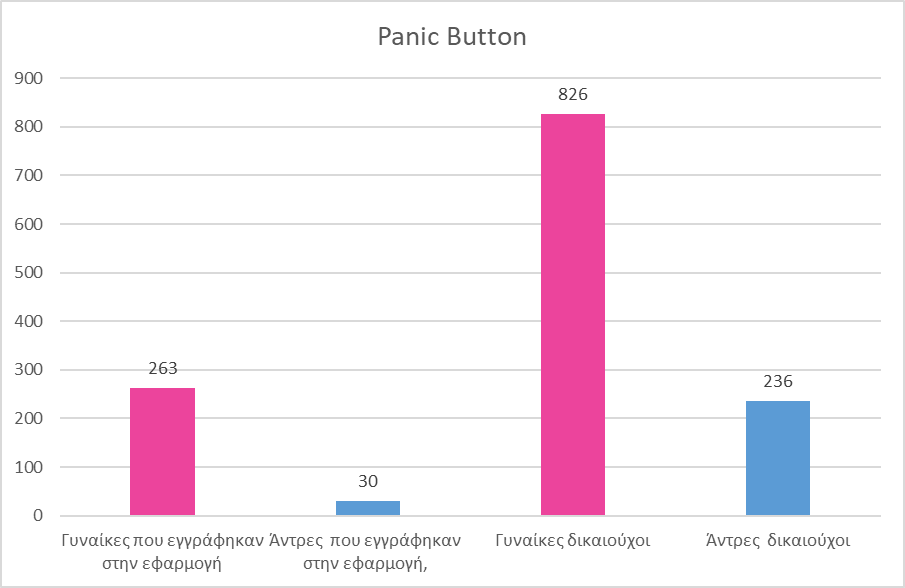 Panic Button
900
800
700
600
500
400
300
200
100
0
263
30
826
236
Γυναίκες που εγγράφηκαν
στην εφαρμογή
Άντρες που εγγράφηκαν
στην εφαρμογή,
Γυναίκες δικαιούχοι
Άντρες δικαιούχοι